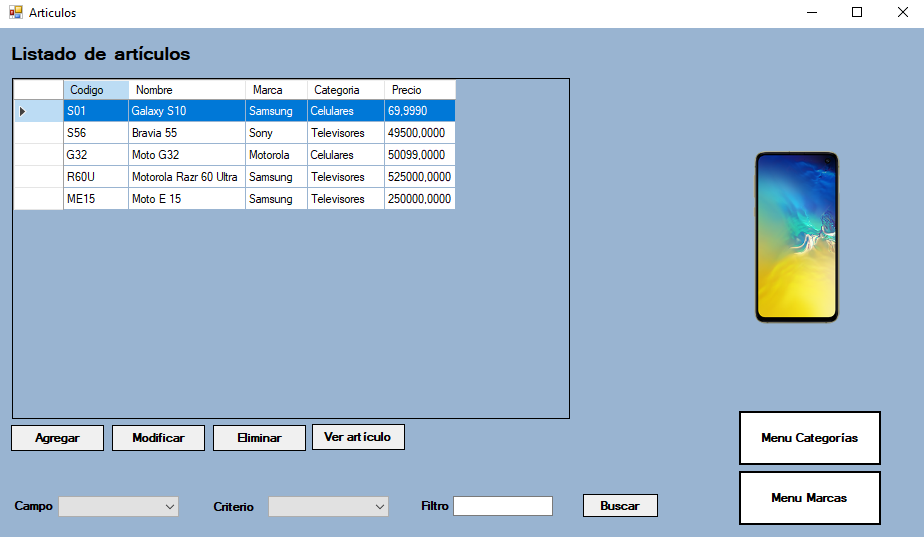 Articulos
Listado de artículos
Codigo Nombre Marca Categoria Precio
S01 Galaxy S10 Samsung Celulares 69,9990
S56 Bravia 55 Sony Televisores 49500,0000
G32 Moto G32 Motorola Celulares 50099,0000
R60U Motorola Razr 60 Ultra Samsung Televisores 525000,0000
ME15 Moto E 15 Samsung Televisores 250000,0000
Agregar Modificar Eliminar Ver artículo
Menu Categorías
Menu Marcas
Campo Criterio Filtro Buscar